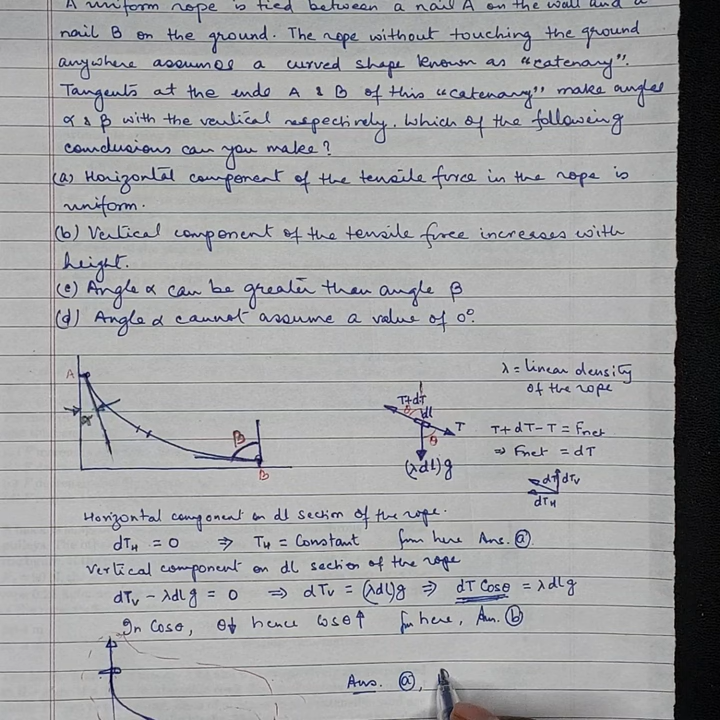 A uniform rope is tied between a nail A on the wall and a
nail B on the ground. The rope without touching the ground
anywhere assumes a curved shape known as "catenary".
Tangents at the ends A & B of this "catenary" make angles
α & β with the vertical respectively. Which of the following
conclusions can you make?
(a) Horizontal component of the tensile force in the rope is
uniform.
(b) Vertical component of the tensile force increases with
height.
(c) Angle α can be greater than angle β
(d) Angle α cannot assume a value of 0°.
λ = linear density
of the rope
A
α
β
B
T+dT
θ
dl
T
θ
(λdl)g
T+dT-T = Fnet
⇒ Fnet = dT
dT
dTv
dTH
Horizontal component on dl section of the rope.
dTH = 0 ⇒ TH = Constant from here Ans. (a)
Vertical component on dl section of the rope
dTv - λdlg = 0 ⇒ dTv = (λdl)g ⇒ dT Cosθ = λdlg
In Cosθ, θ↓ hence Cosθ↑ from here, Ans. (b)
Ans. (a),